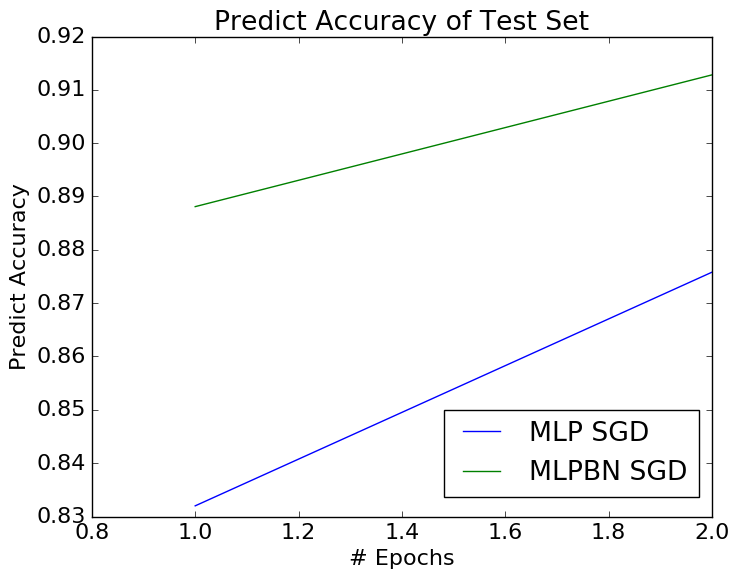 Predict Accuracy of Test Set
0.92
0.91
0.90
0.89
0.88
0.87
0.86
0.85
0.84
0.83
Predict Accuracy
MLP SGD
MLPBN SGD
0.8 1.0 1.2 1.4 1.6 1.8 2.0
# Epochs